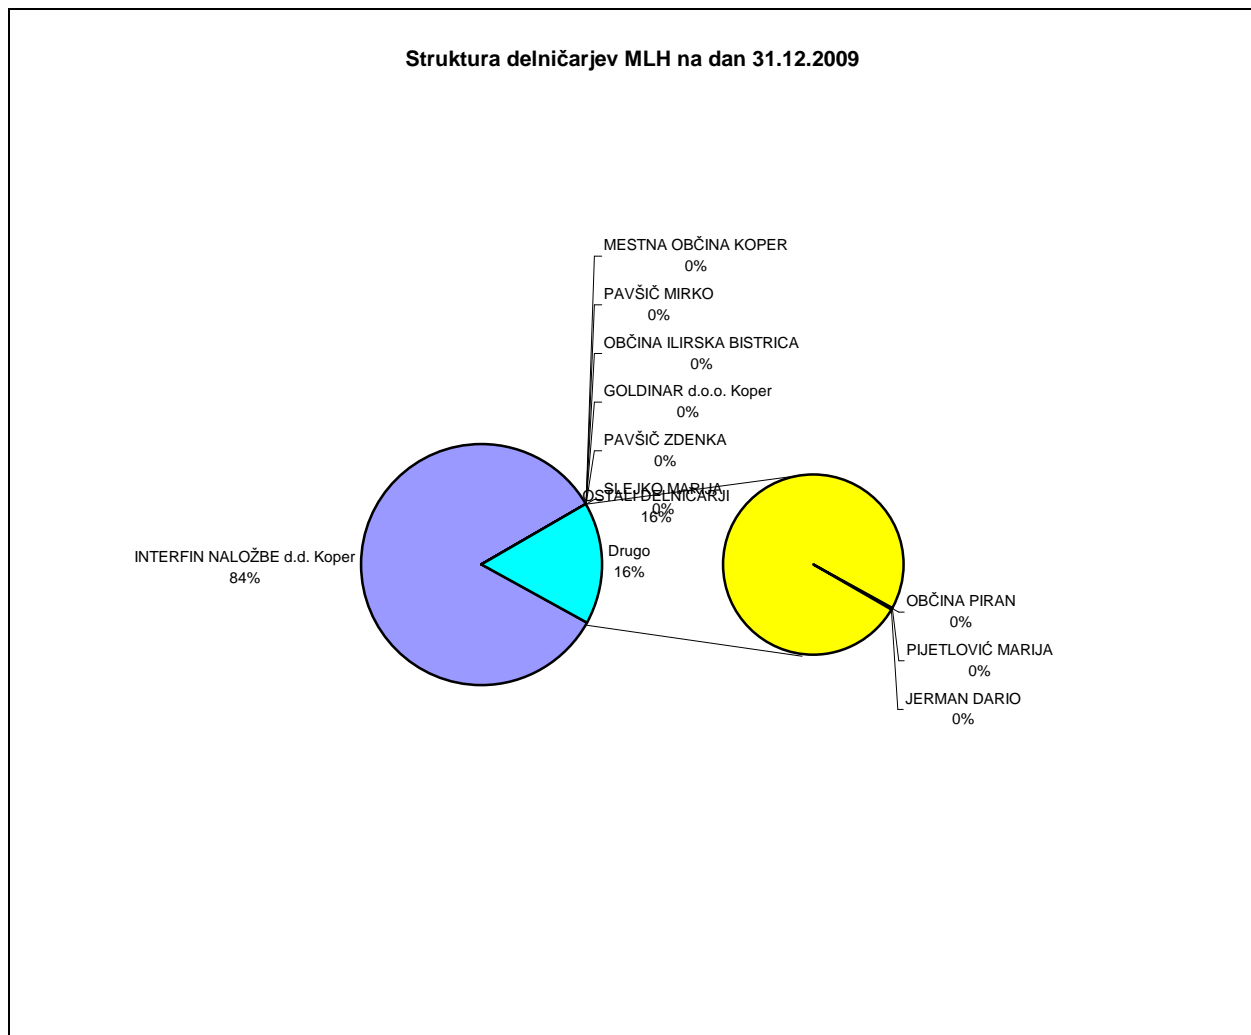 Struktura delničarjev MLH na dan 31.12.2009
MESTNA OBČINA KOPER
0%
PAVŠIČ MIRKO
0%
OBČINA ILIRSKA BISTRICA
0%
GOLDINAR d.o.o. Koper
0%
PAVŠIČ ZDENKA
0%
SLEJKO MARIJA
0%
OSTALI DELNIČARJI
16%
Drugo
16%
INTERFIN NALOŽBE d.d. Koper
84%
OBČINA PIRAN
0%
PIJETLOVIĆ MARIJA
0%
JERMAN DARIO
0%